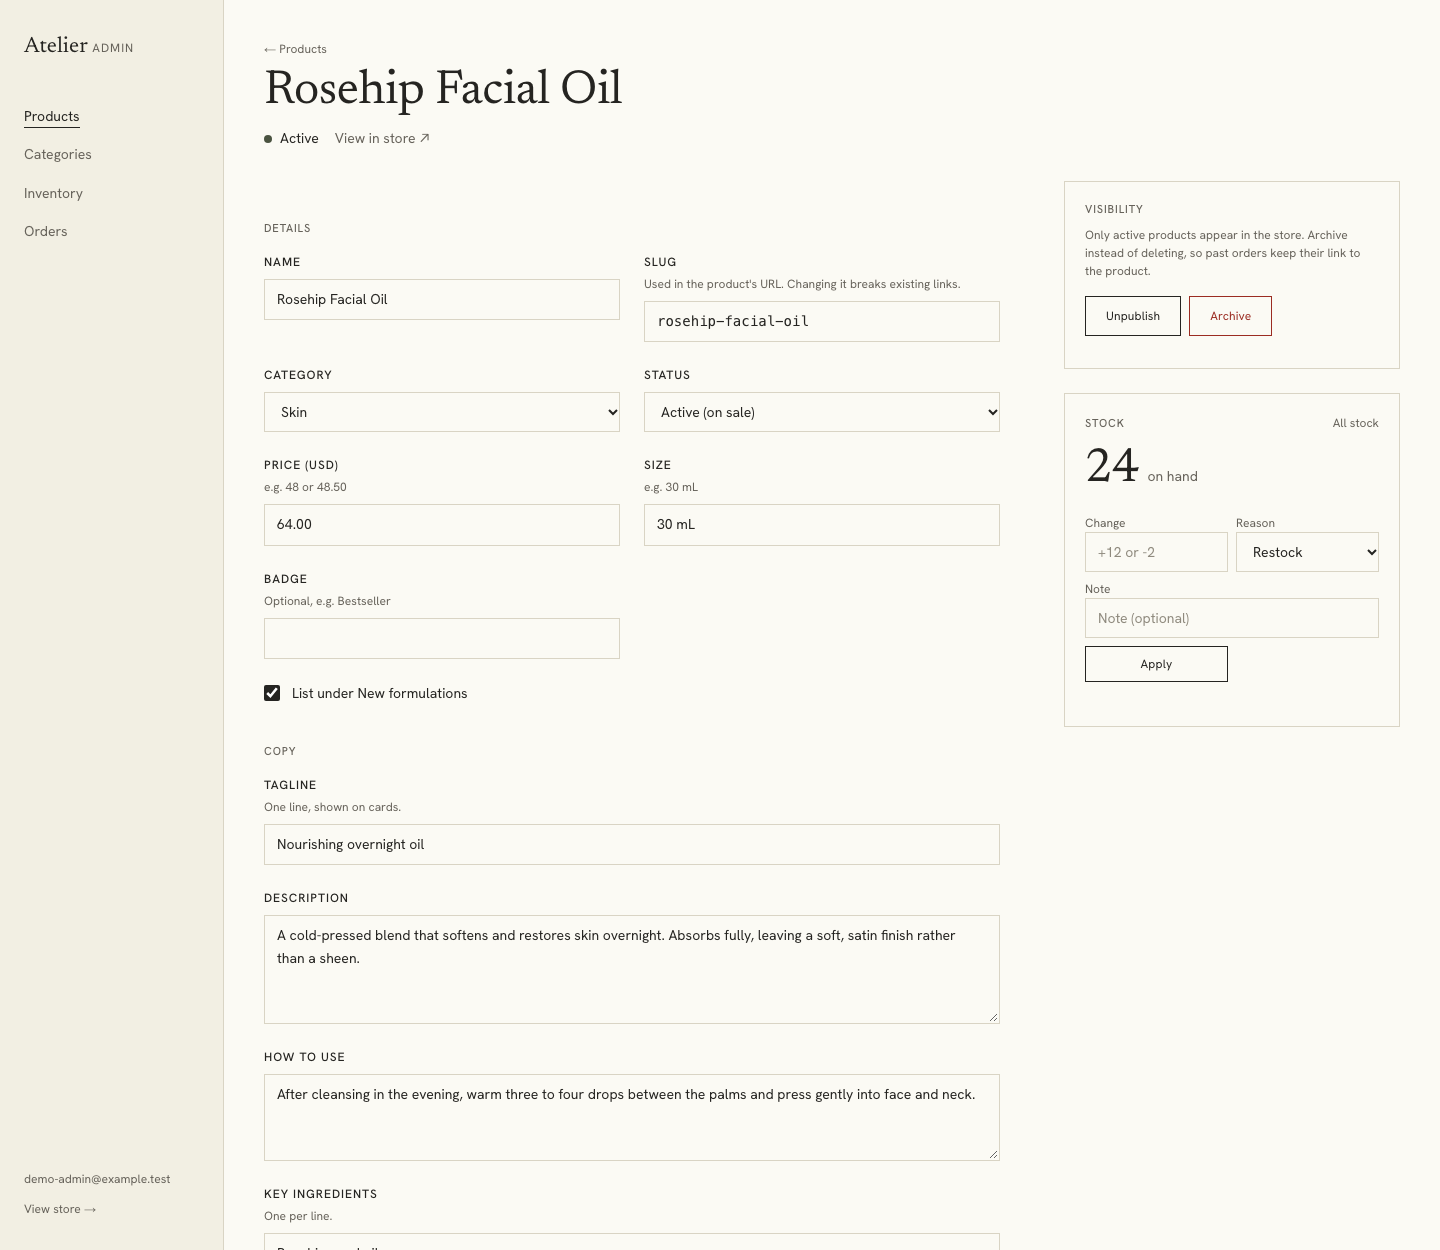 Atelier ADMIN
Products
Categories
Inventory
Orders
demo-admin@example.test
View store →
← Products
Rosehip Facial Oil
Active View in store ↗
DETAILS
NAME
Rosehip Facial Oil
SLUG
Used in the product's URL. Changing it breaks existing links.
rosehip-facial-oil
CATEGORY
Skin
STATUS
Active (on sale)
PRICE (USD)
e.g. 48 or 48.50
64.00
SIZE
e.g. 30 mL
30 mL
BADGE
Optional, e.g. Bestseller
List under New formulations
COPY
TAGLINE
One line, shown on cards.
Nourishing overnight oil
DESCRIPTION
A cold-pressed blend that softens and restores skin overnight. Absorbs fully, leaving a soft, satin finish rather
than a sheen.
HOW TO USE
After cleansing in the evening, warm three to four drops between the palms and press gently into face and neck.
KEY INGREDIENTS
One per line.
VISIBILITY
Only active products appear in the store. Archive
instead of deleting, so past orders keep their link to
the product.
Unpublish Archive
STOCK All stock
24 on hand
Change Reason
+12 or -2 Restock
Note
Note (optional)
Apply